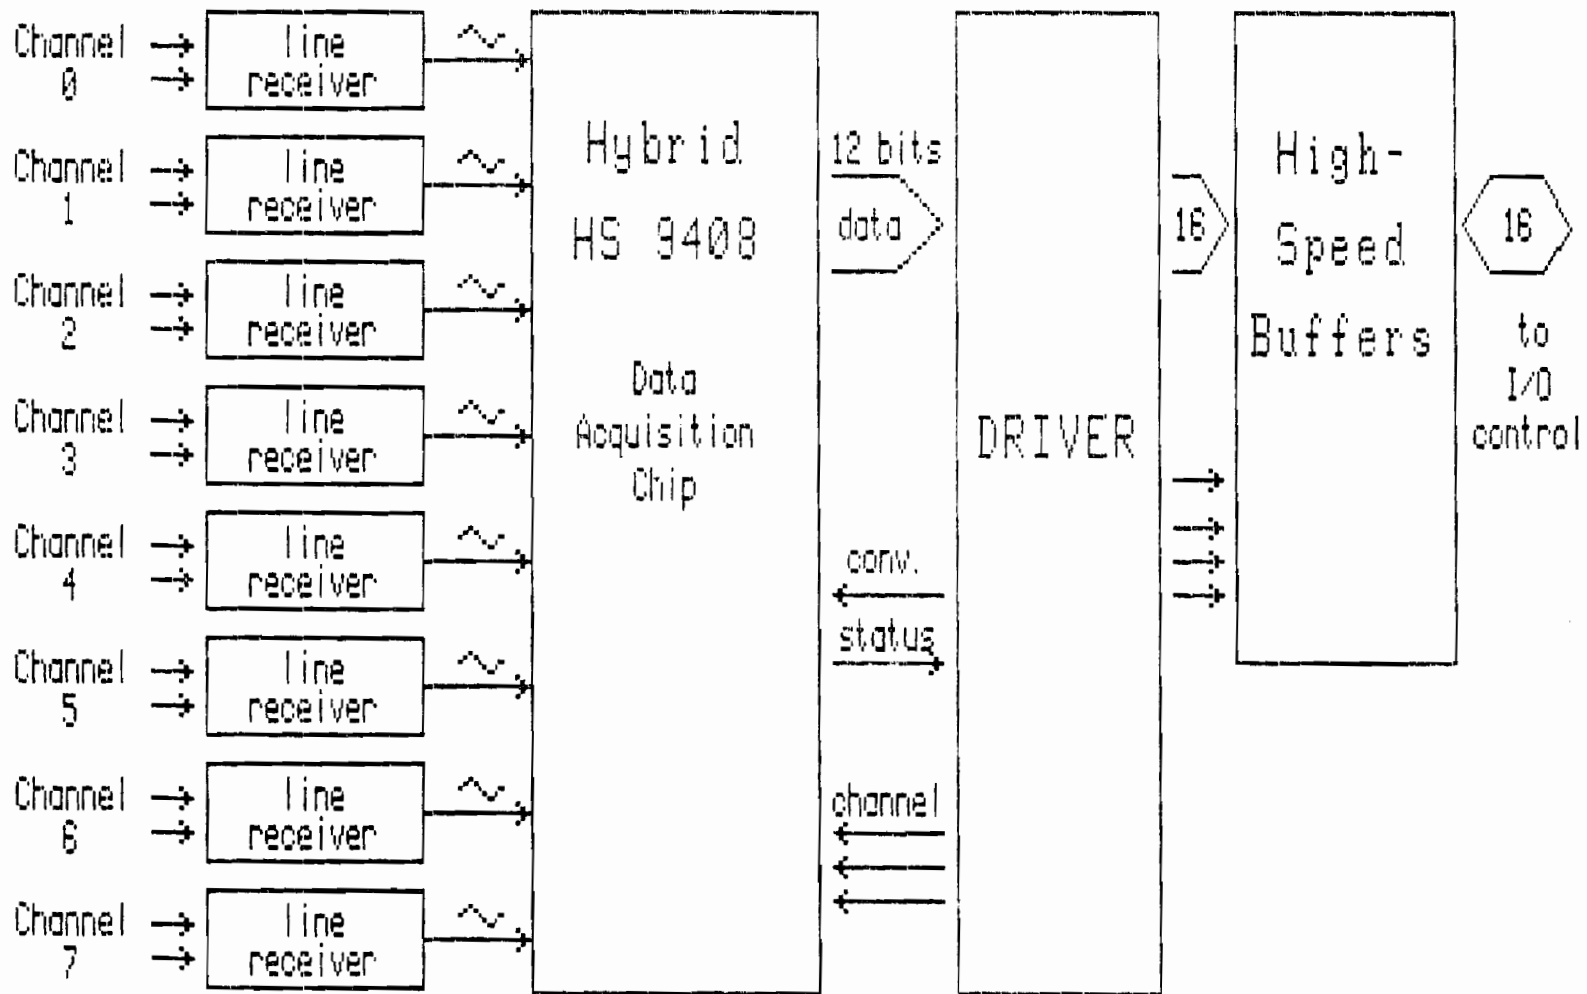 Channel
0
line
receiver
Channel
1
line
receiver
Channel
2
line
receiver
Channel
3
line
receiver
Channel
4
line
receiver
Channel
5
line
receiver
Channel
6
line
receiver
Channel
7
line
receiver
Hybrid
HS 9408
Data
Acquisition
Chip
12 bits
data
conv.
status
channel
DRIVER
16
High-
Speed
Buffers
16
to
I/O
control